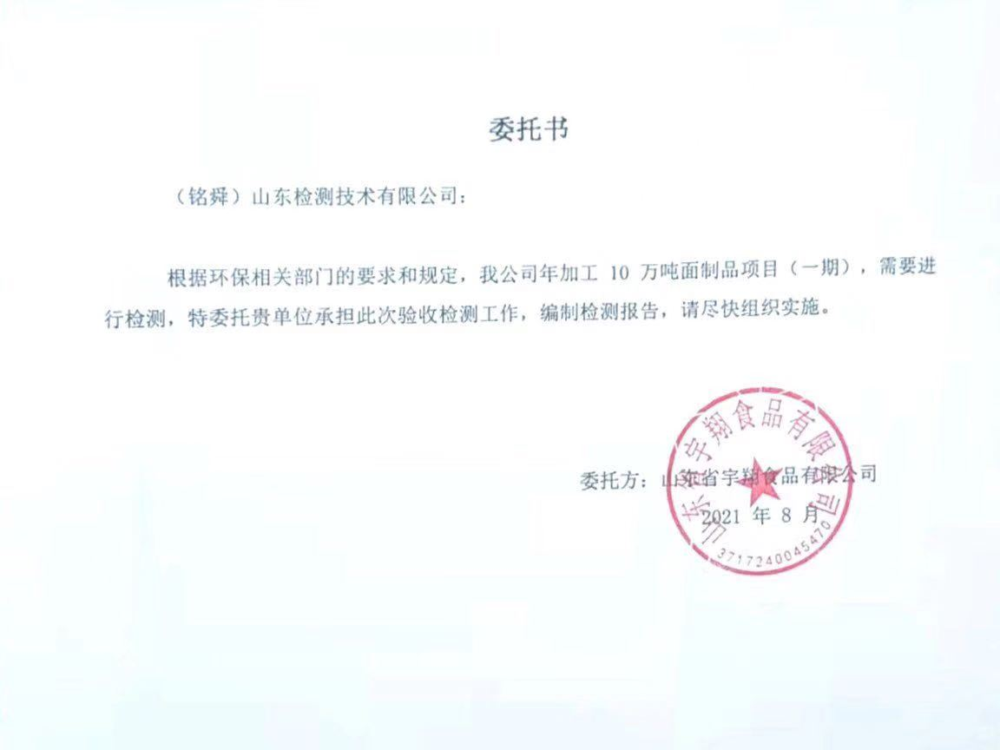 委托书
（铭舜）山东检测技术有限公司：
根据环保相关部门的要求和规定，我公司年加工 10 万吨面制品项目（一期），需要进
行检测，特委托贵单位承担此次验收检测工作，编制检测报告，请尽快组织实施。
委托方：山东省宇翔食品有限公司
2021 年 8 月
山东省宇翔食品有限公司
3717240045470